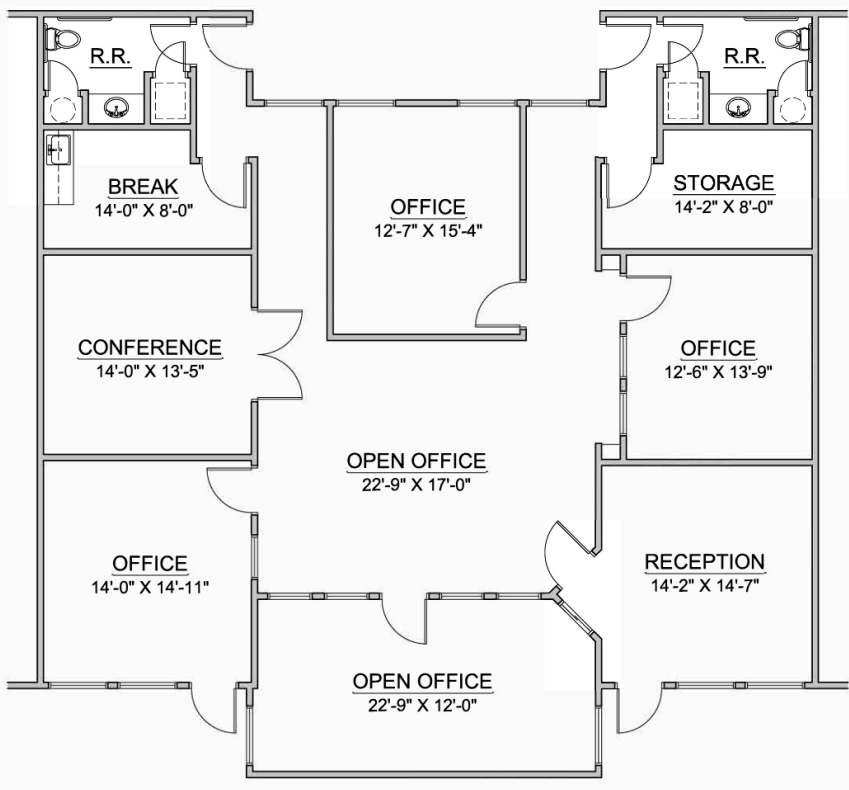 R.R.
R.R.
BREAK
14'-0" X 8'-0"
OFFICE
12'-7" X 15'-4"
STORAGE
14'-2" X 8'-0"
CONFERENCE
14'-0" X 13'-5"
OFFICE
12'-6" X 13'-9"
OPEN OFFICE
22'-9" X 17'-0"
OFFICE
14'-0" X 14'-11"
RECEPTION
14'-2" X 14'-7"
OPEN OFFICE
22'-9" X 12'-0"